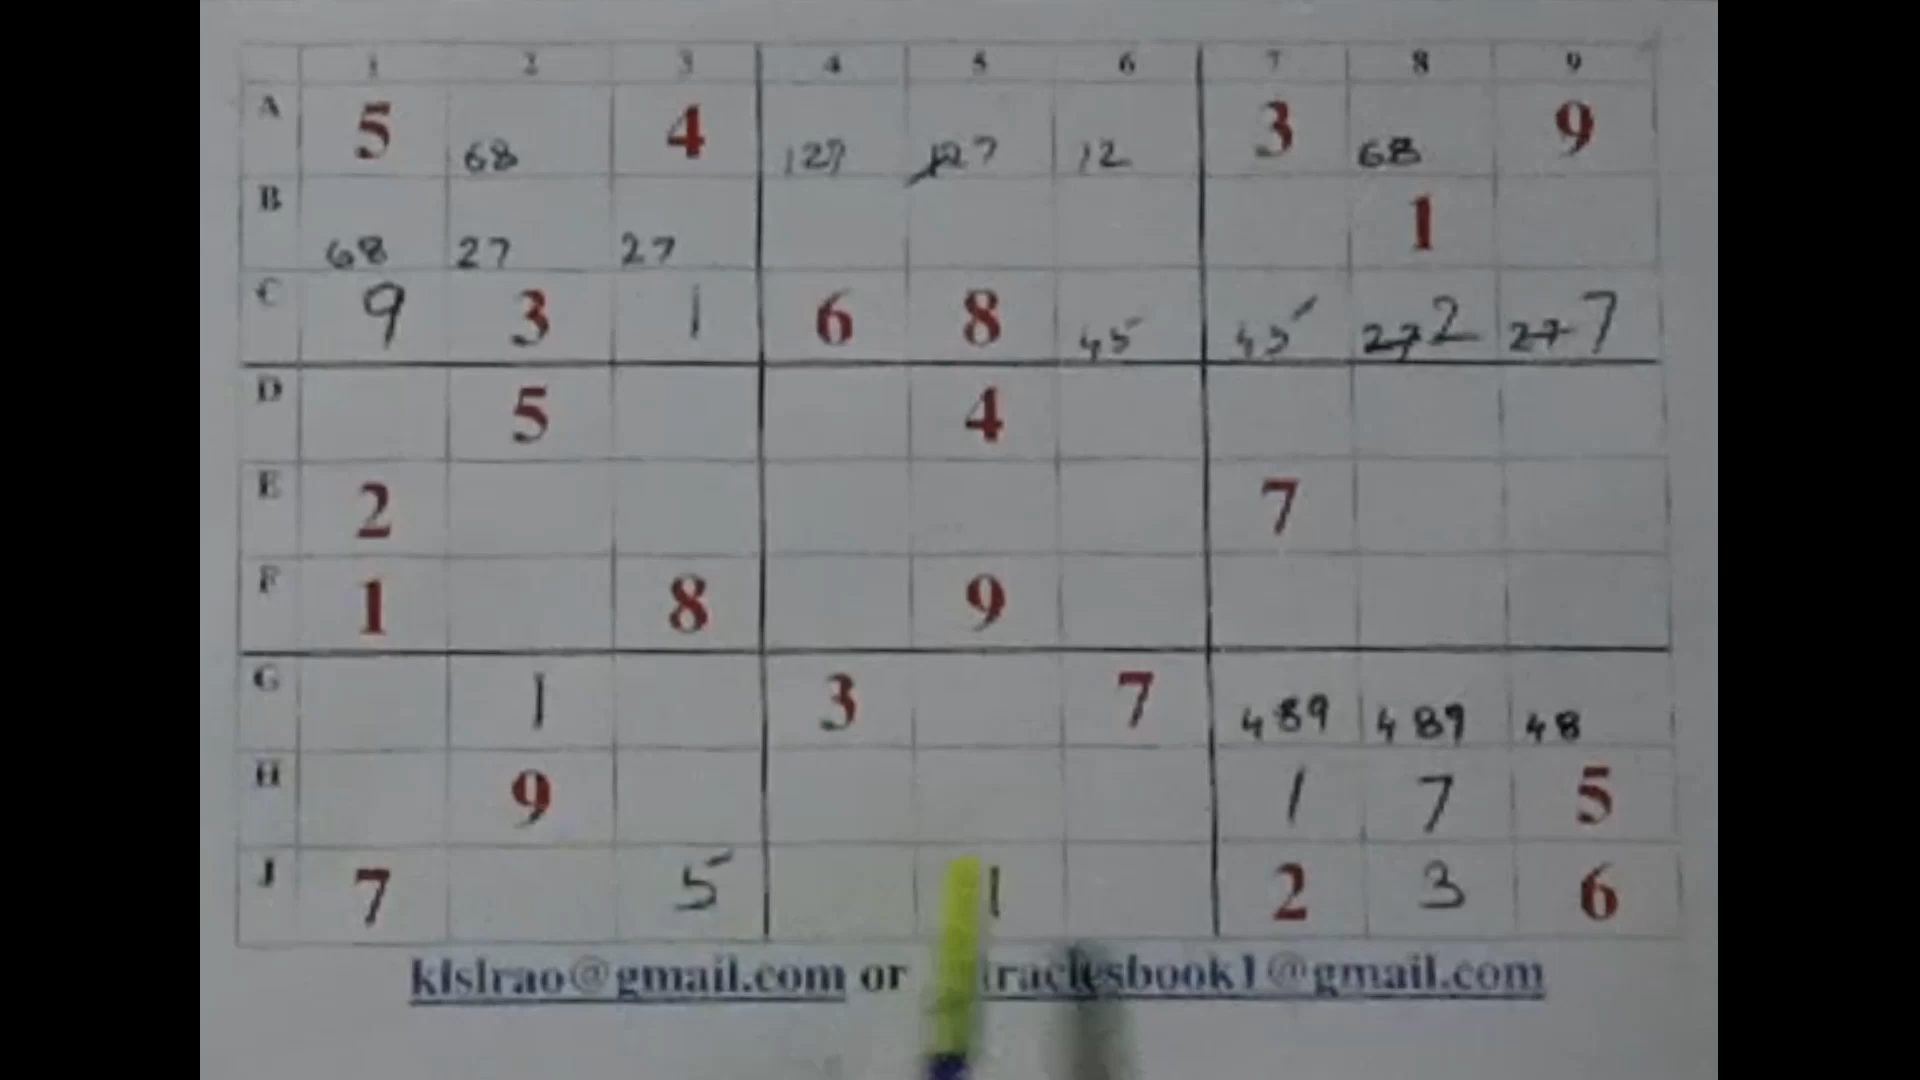 1 2 3 4 5 6 7 8 9
A 5 68 4 127 127 12 3 68 9
B 68 27 27 1
C 9 3 1 6 8 45 45 27 2 27 7
D 5 4
E 2 7
F 1 8 9
G 1 3 7 489 489 48
H 9 1 7 5
J 7 5 1 2 3 6
klslrao@gmail.com or